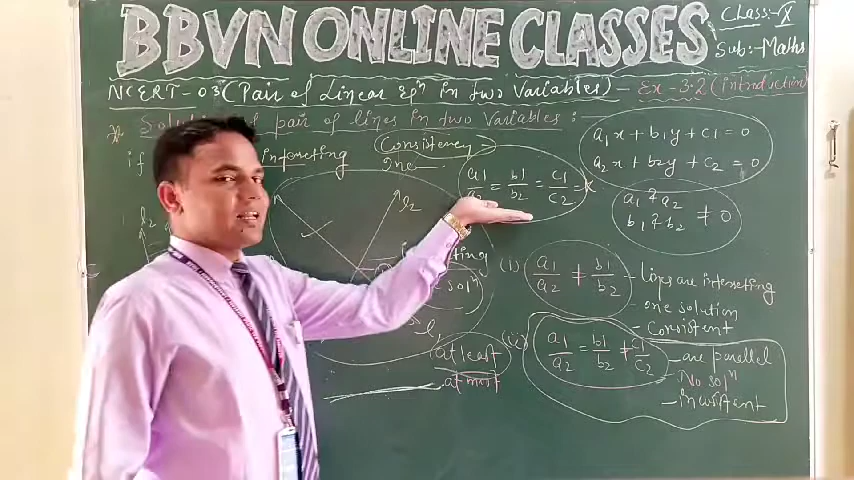 BBVN ONLINE CLASSES
Class:-X
Sub:-Maths
NCERT-03(Pair of Linear Eqⁿ in two Variables)-Ex-3.2(introduction)
Solution of pair of lines in two Variables:-
if
intersecting
Consistency
One
a1/a2 = b1/b2 = c1/c2 = K
a1x + b1y + c1 = 0
a2x + b2y + c2 = 0
a1, a2
b1, b2 ≠ 0
l2
l2
(i) a1/a2 ≠ b1/b2 - lines are intersecting
- one solution
- Consistent
solⁿ
l1
at least
at most
(ii) a1/a2 = b1/b2 ≠ c1/c2 - are parallel
- No solⁿ
- inconsistent